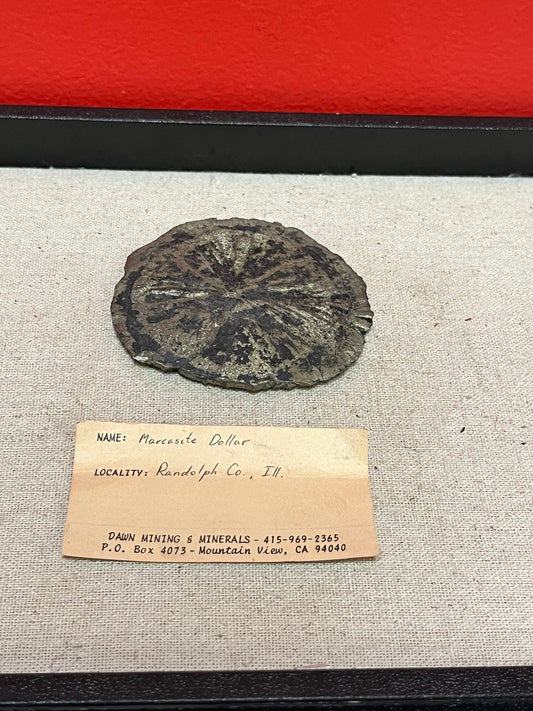 NAME: Marcasite Dollar
LOCALITY: Randolph Co., Ill.
DAWN MINING & MINERALS - 415-969-2365
P.O. Box 4073 - Mountain View, CA 94040